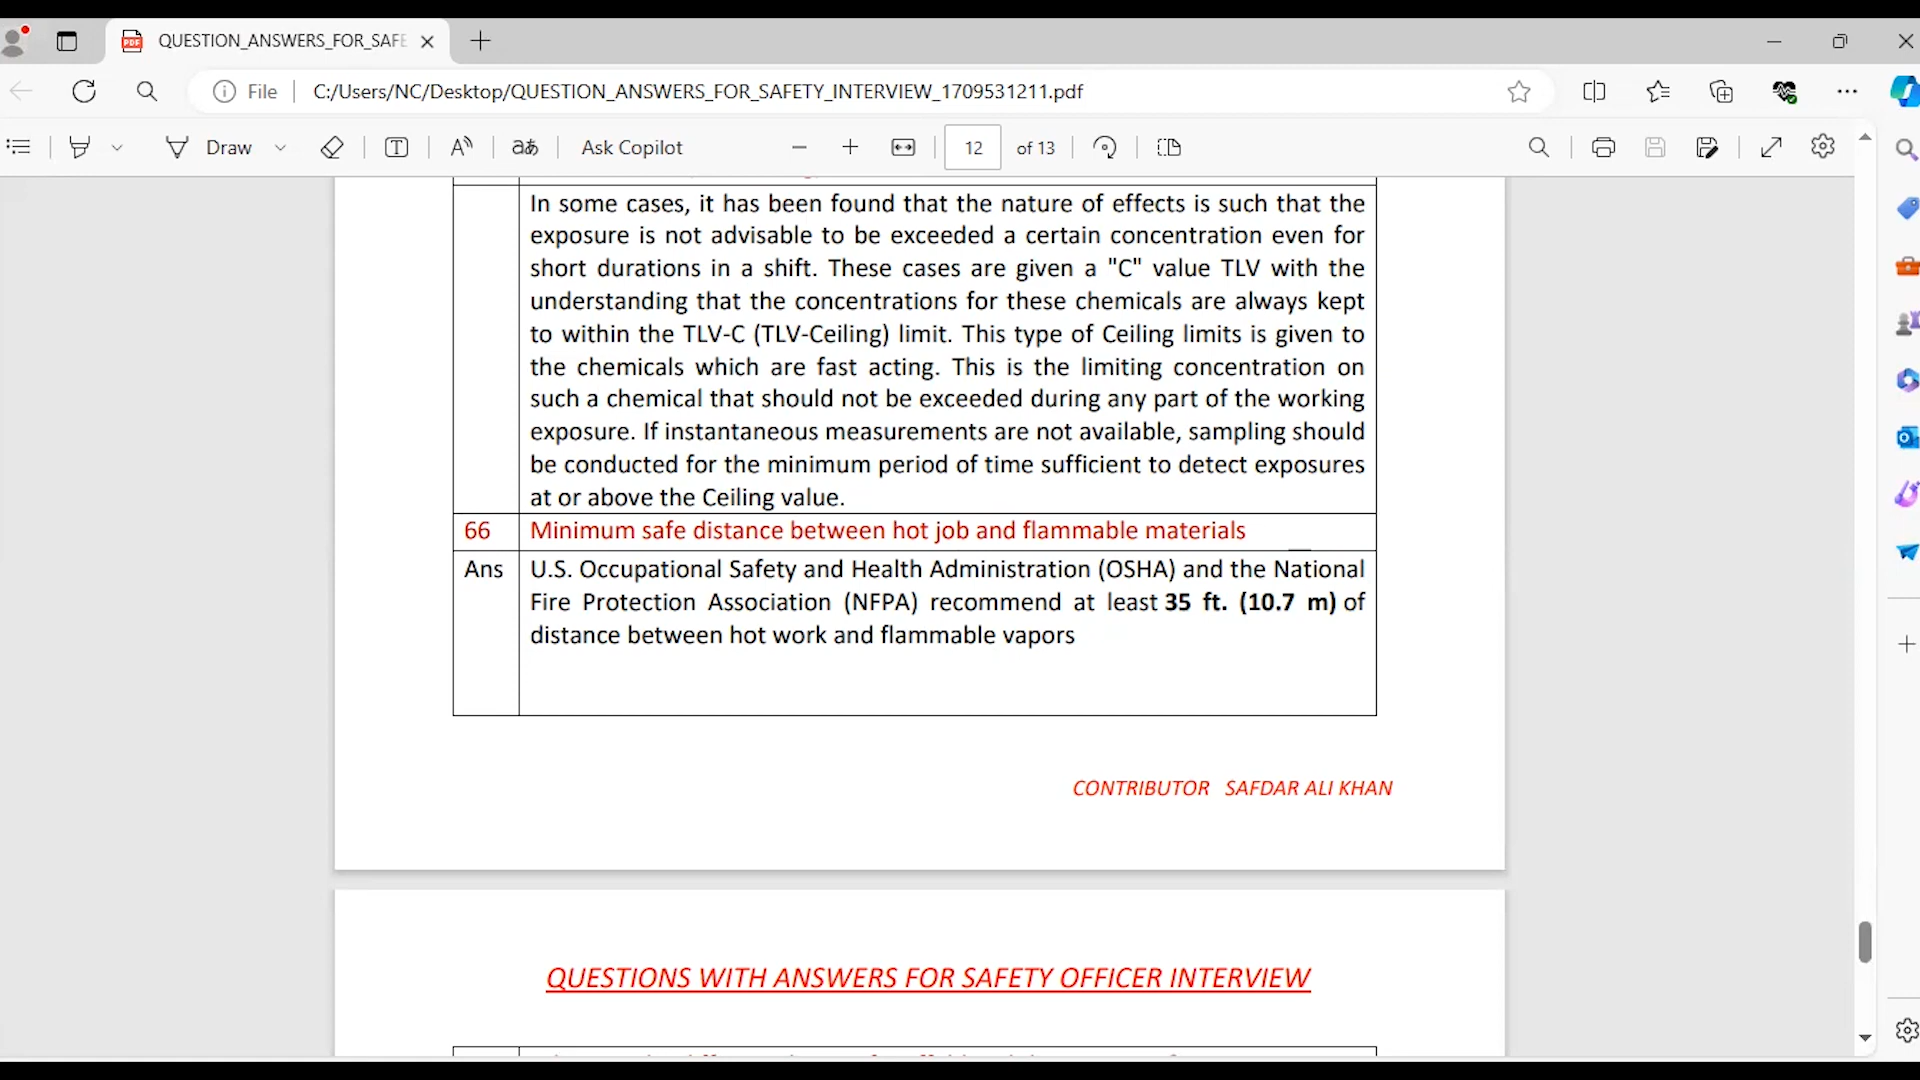 QUESTION_ANSWERS_FOR_SAFE
File
C:/Users/NC/Desktop/QUESTION_ANSWERS_FOR_SAFETY_INTERVIEW_1709531211.pdf
Draw
Ask Copilot
12 of 13
In some cases, it has been found that the nature of effects is such that the
exposure is not advisable to be exceeded a certain concentration even for
short durations in a shift. These cases are given a "C" value TLV with the
understanding that the concentrations for these chemicals are always kept
to within the TLV-C (TLV-Ceiling) limit. This type of Ceiling limits is given to
the chemicals which are fast acting. This is the limiting concentration on
such a chemical that should not be exceeded during any part of the working
exposure. If instantaneous measurements are not available, sampling should
be conducted for the minimum period of time sufficient to detect exposures
at or above the Ceiling value.
66 Minimum safe distance between hot job and flammable materials
Ans U.S. Occupational Safety and Health Administration (OSHA) and the National
Fire Protection Association (NFPA) recommend at least 35 ft. (10.7 m) of
distance between hot work and flammable vapors
CONTRIBUTOR SAFDAR ALI KHAN
QUESTIONS WITH ANSWERS FOR SAFETY OFFICER INTERVIEW